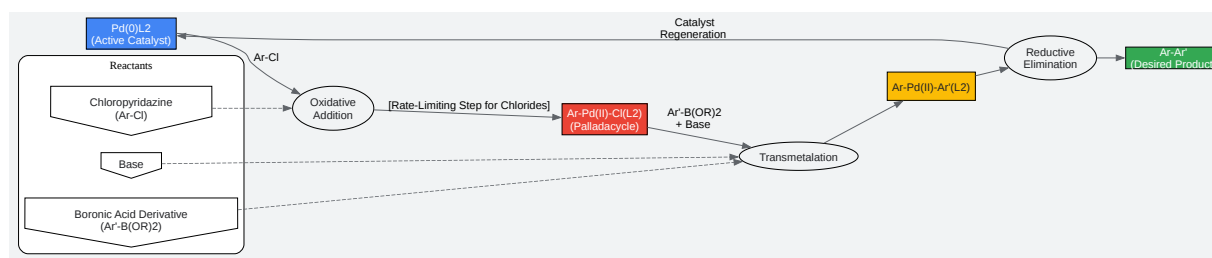 Pd(0)L2
(Active Catalyst)
Catalyst
Regeneration
Ar-Cl
Reactants
Chloropyridazine
(Ar-Cl)
Base
Boronic Acid Derivative
(Ar'-B(OR)2)
Oxidative
Addition
[Rate-Limiting Step for Chlorides]
Ar-Pd(II)-Cl(L2)
(Palladacycle)
Ar'-B(OR)2
+ Base
Transmetalation
Ar-Pd(II)-Ar'(L2)
Reductive
Elimination
Ar-Ar'
(Desired Product